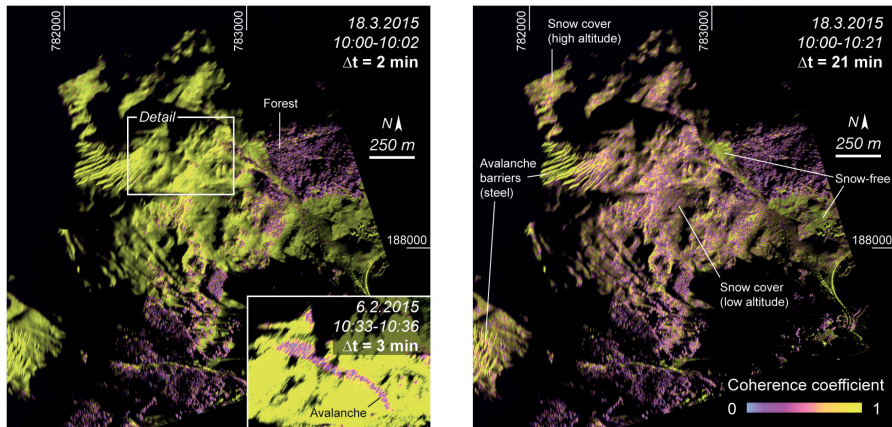 782000
783000
18.3.2015
10:00-10:02
Δt = 2 min
Forest
Detail
N
250 m
188000
6.2.2015
10:33-10:36
Δt = 3 min
Avalanche
782000
783000
Snow cover
(high altitude)
18.3.2015
10:00-10:21
Δt = 21 min
N
250 m
Avalanche
barriers
(steel)
Snow-free
188000
Snow cover
(low altitude)
Coherence coefficient
0 1